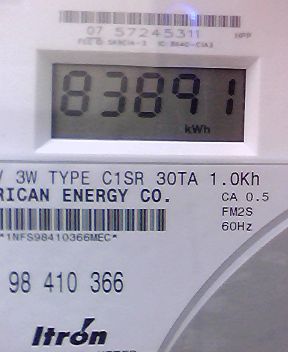 07 57245311
83891
kWh
3W TYPE C1SR 30TA 1.0Kh
RICAN ENERGY CO.
CA 0.5
FM2S
60Hz
*1NFS98410366MEC*
98 410 366
Itron